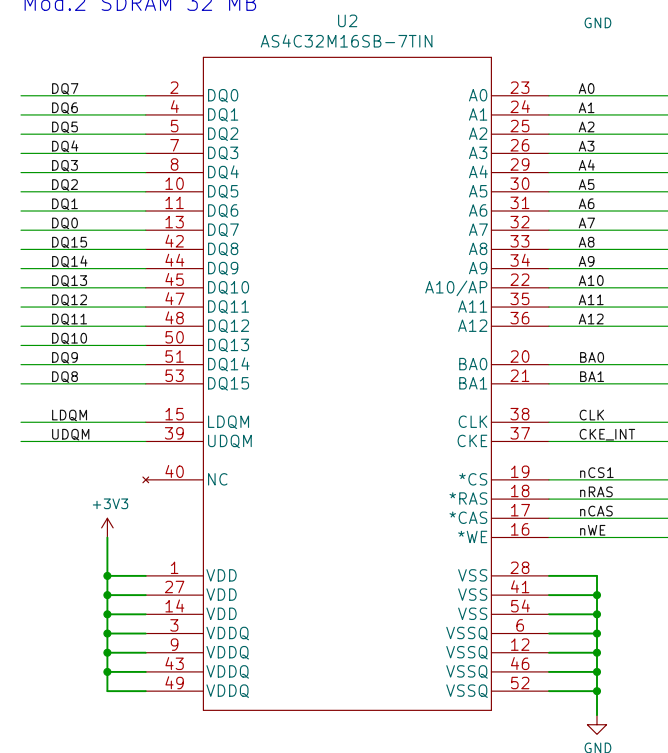 Mod.2 SDRAM 32 MB
U2
GND
AS4C32M16SB-7TIN
DQ7 2 DQ0 A0 23 A0
DQ6 4 DQ1 A1 24 A1
DQ5 5 DQ2 A2 25 A2
DQ4 7 DQ3 A3 26 A3
DQ3 8 DQ4 A4 29 A4
DQ2 10 DQ5 A5 30 A5
DQ1 11 DQ6 A6 31 A6
DQ0 13 DQ7 A7 32 A7
DQ15 42 DQ8 A8 33 A8
DQ14 44 DQ9 A9 34 A9
DQ13 45 DQ10 A10/AP 22 A10
DQ12 47 DQ11 A11 35 A11
DQ11 48 DQ12 A12 36 A12
DQ10 50 DQ13
DQ9 51 DQ14 BA0 20 BA0
DQ8 53 DQ15 BA1 21 BA1
LDQM 15 LDQM CLK 38 CLK
UDQM 39 UDQM CKE 37 CKE_INT
40 NC *CS 19 nCS1
+3V3 *RAS 18 nRAS
*CAS 17 nCAS
*WE 16 nWE
1 VDD VSS 28
27 VDD VSS 41
14 VDD VSS 54
3 VDDQ VSSQ 6
9 VDDQ VSSQ 12
43 VDDQ VSSQ 46
49 VDDQ VSSQ 52
GND